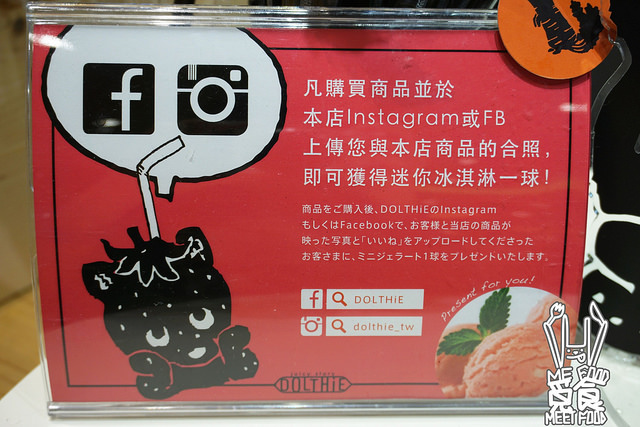 凡購買商品並於
本店Instagram或FB
上傳您與本店商品的合照,
即可獲得迷你冰淇淋一球!
商品をご購入後、DOLTHiEのInstagram
もしくはFacebookで、お客様と当店の商品が
映った写真と「いいね」をアップロードしてくださった
お客さまに、ミニジェラート1球をプレゼントいたします。
f DOLTHiE
dolthie_tw
Present for you!
DOLTHiE